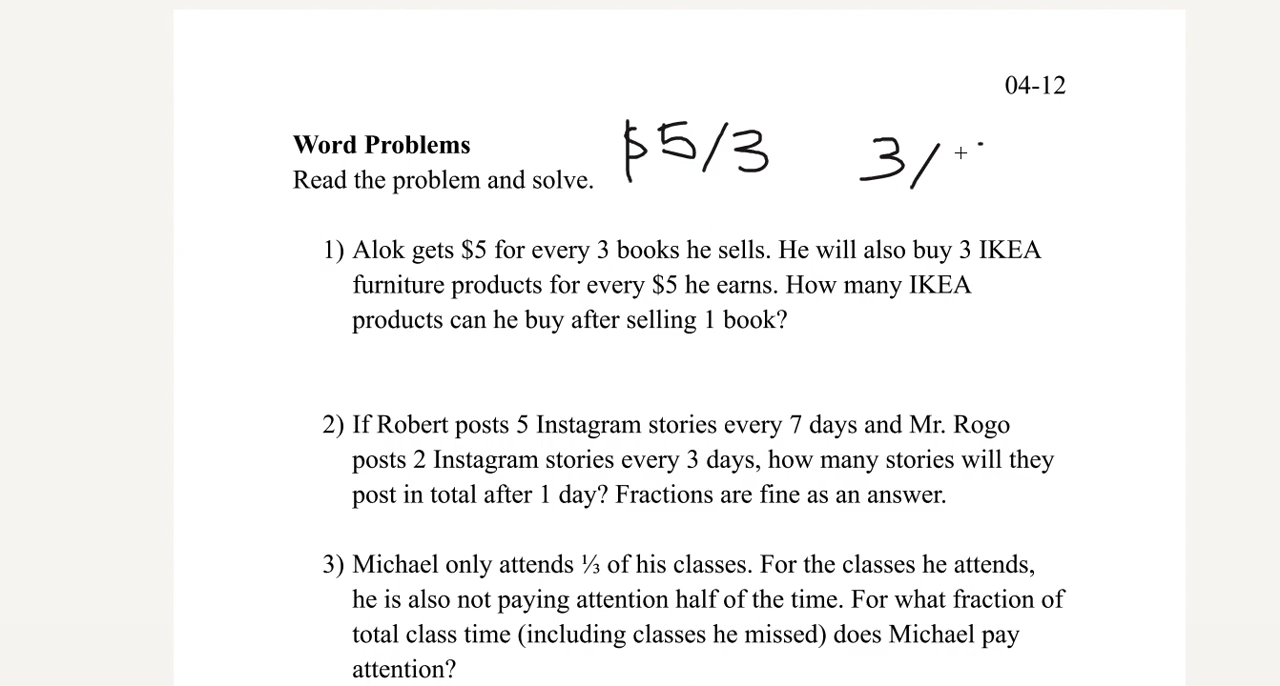 04-12
Word Problems $5/3 3/
Read the problem and solve.
1) Alok gets $5 for every 3 books he sells. He will also buy 3 IKEA
furniture products for every $5 he earns. How many IKEA
products can he buy after selling 1 book?
2) If Robert posts 5 Instagram stories every 7 days and Mr. Rogo
posts 2 Instagram stories every 3 days, how many stories will they
post in total after 1 day? Fractions are fine as an answer.
3) Michael only attends ⅓ of his classes. For the classes he attends,
he is also not paying attention half of the time. For what fraction of
total class time (including classes he missed) does Michael pay
attention?